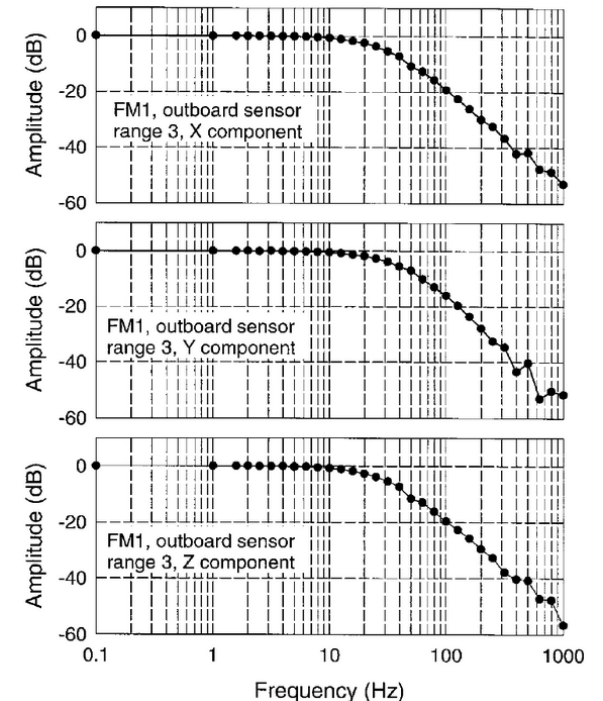 0
-20
-40
-60
Amplitude (dB)
FM1, outboard sensor
range 3, X component
0
-20
-40
-60
Amplitude (dB)
FM1, outboard sensor
range 3, Y component
0
-20
-40
-60
Amplitude (dB)
FM1, outboard sensor
range 3, Z component
0.1 1 10 100 1000
Frequency (Hz)